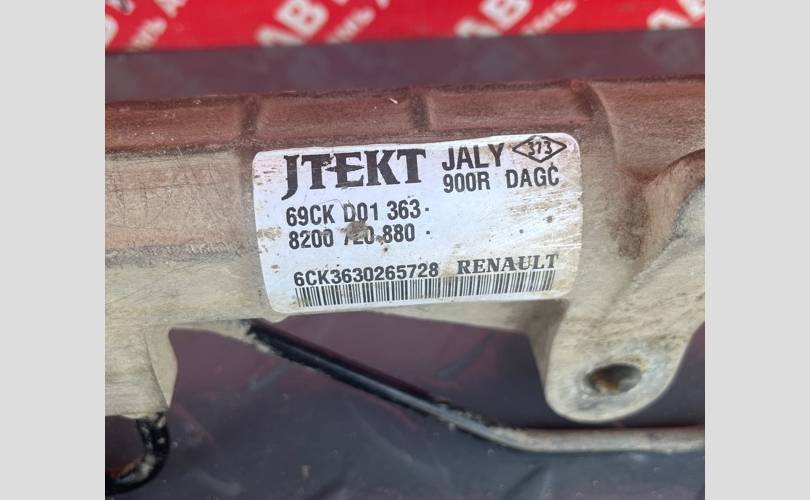 JTEKT JALY 373
900R DAGC
69CK D01 363
8200 720 880
6CK3630265728 RENAULT